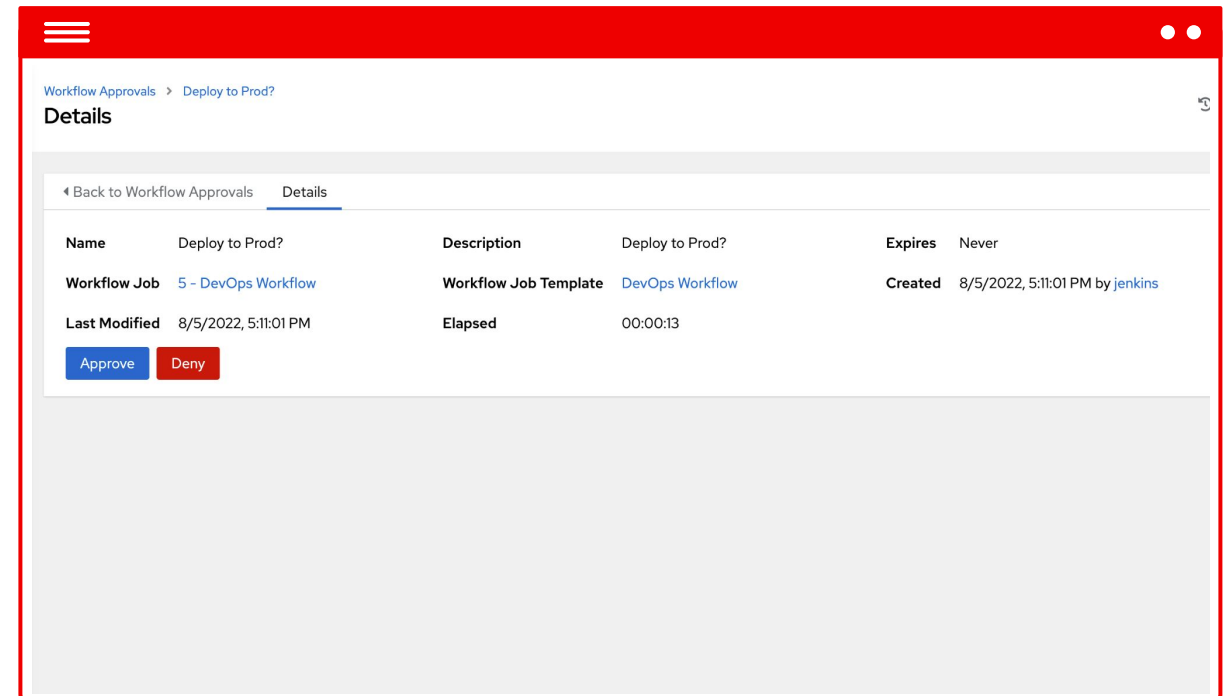 Workflow Approvals > Deploy to Prod?
Details
Back to Workflow Approvals Details
Name Deploy to Prod? Description Deploy to Prod? Expires Never
Workflow Job 5 - DevOps Workflow Workflow Job Template DevOps Workflow Created 8/5/2022, 5:11:01 PM by jenkins
Last Modified 8/5/2022, 5:11:01 PM Elapsed 00:00:13
Approve Deny